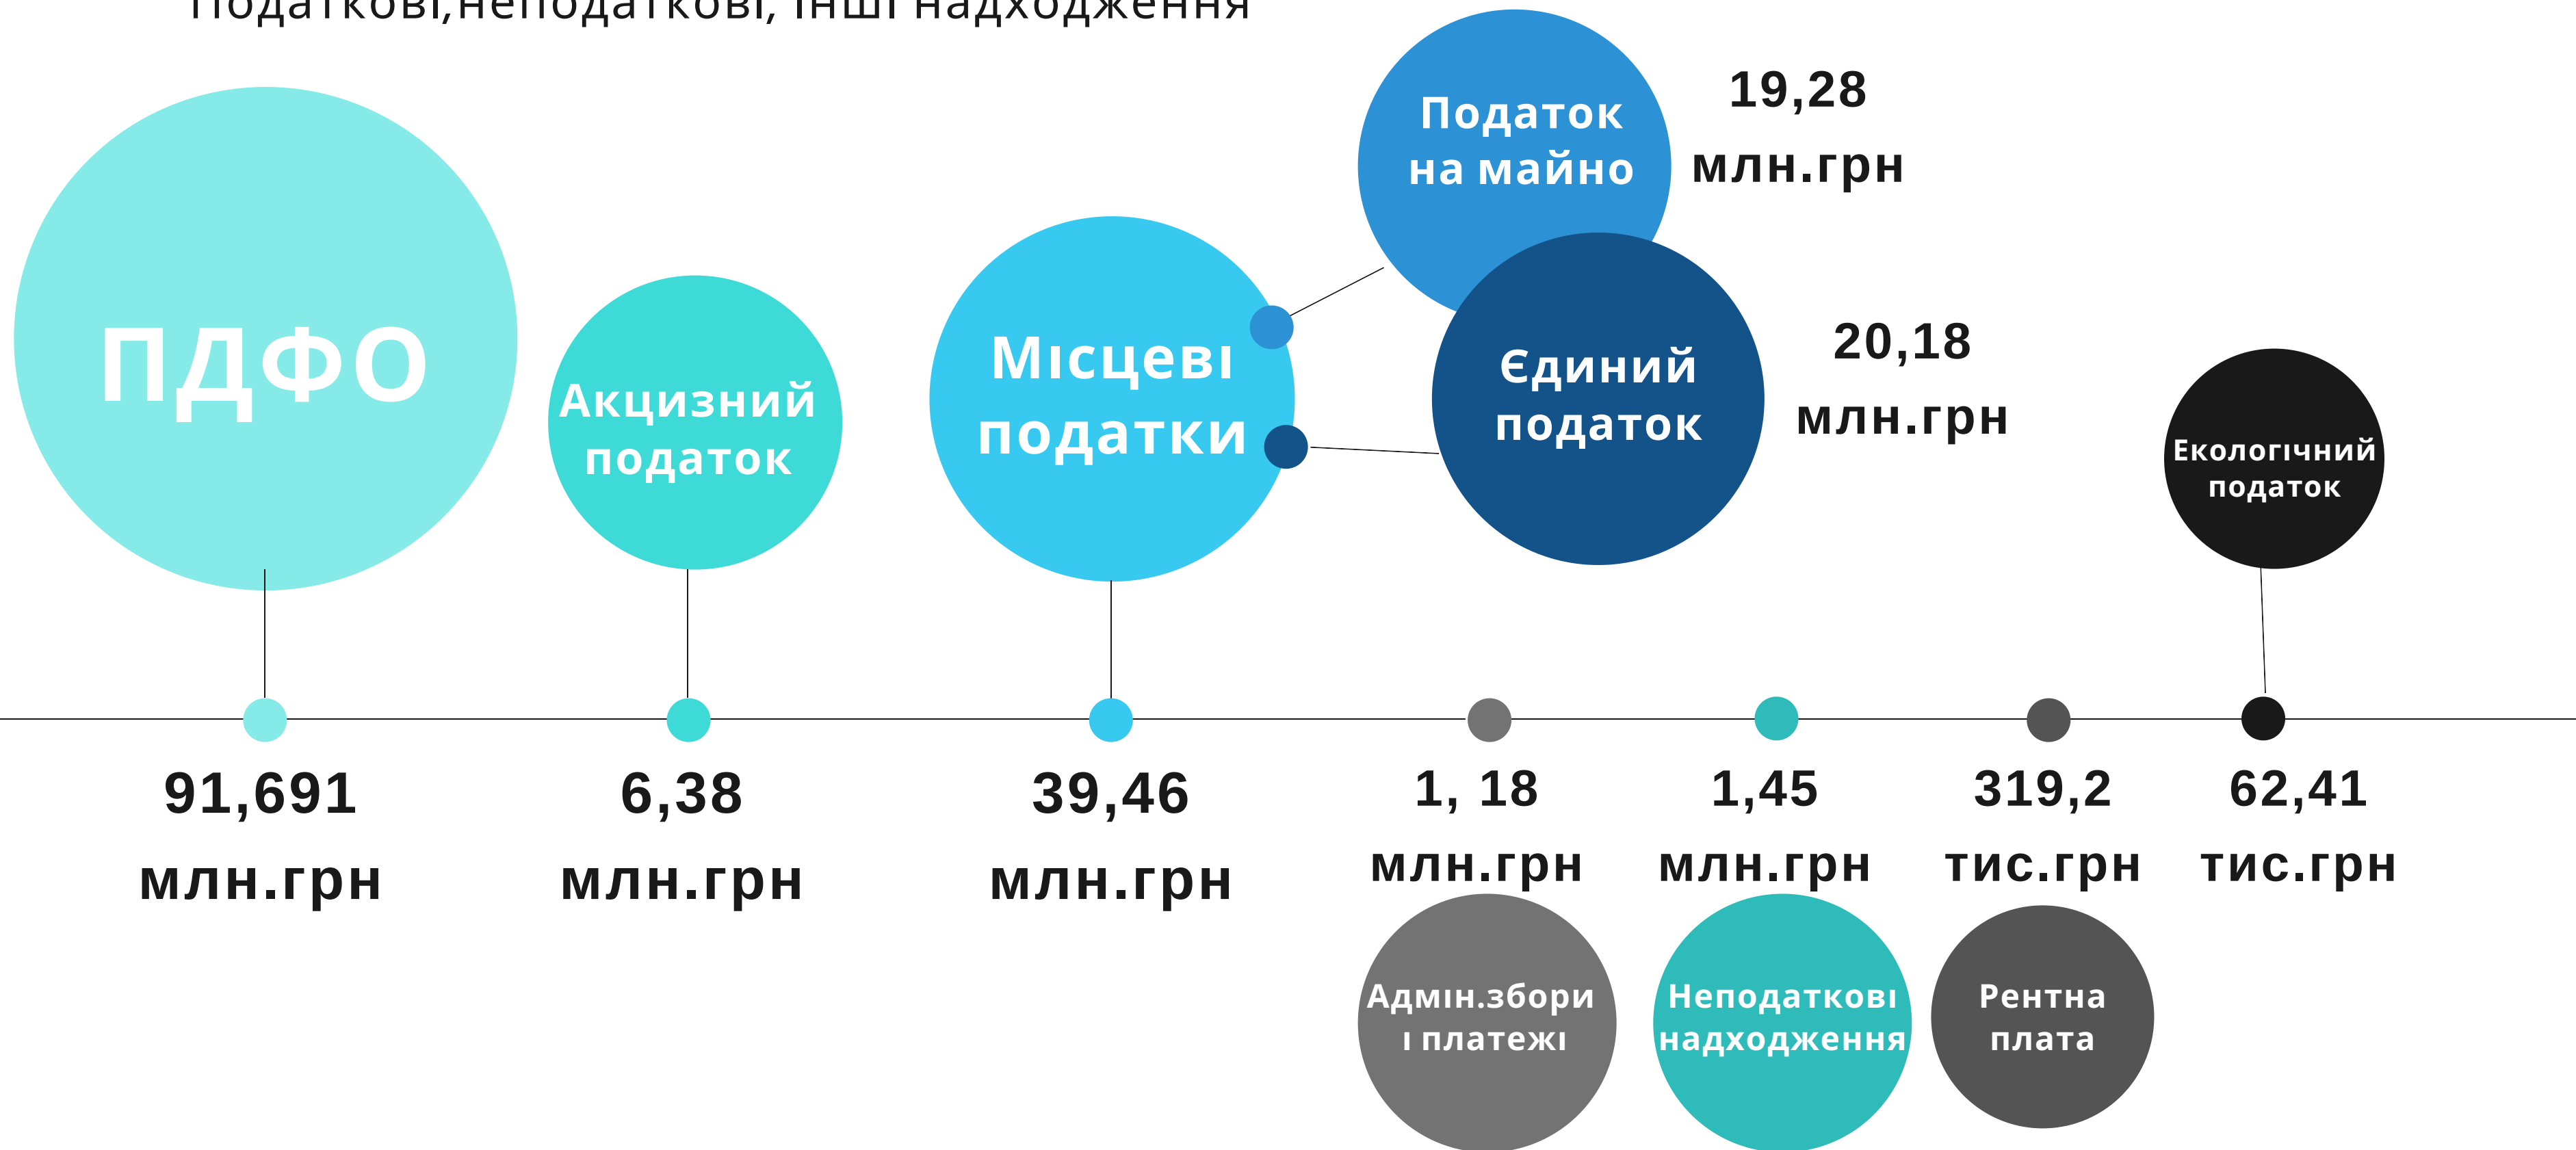 Податкові,неподаткові, інші надходження
ПДФО
Акцизний
податок
Місцеві
податки
Податок
на майно
19,28
млн.грн
Єдиний
податок
20,18
млн.грн
Екологічний
податок
91,691
млн.грн
6,38
млн.грн
39,46
млн.грн
1, 18
млн.грн
1,45
млн.грн
319,2
тис.грн
62,41
тис.грн
Адмін.збори
і платежі
Неподаткові
надходження
Рентна
плата